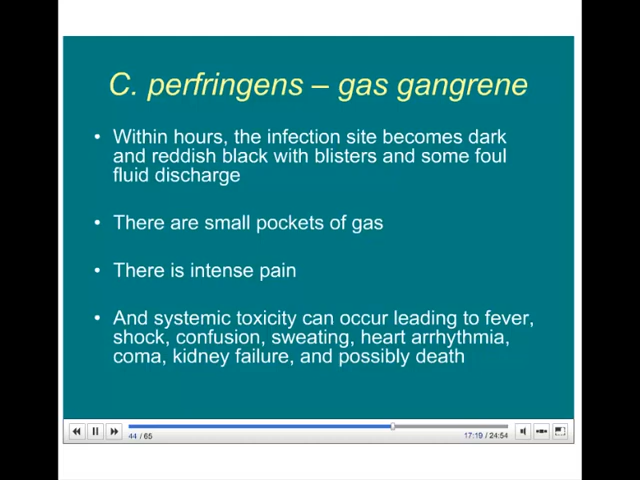 C. perfringens – gas gangrene
• Within hours, the infection site becomes dark
and reddish black with blisters and some foul
fluid discharge
• There are small pockets of gas
• There is intense pain
• And systemic toxicity can occur leading to fever,
shock, confusion, sweating, heart arrhythmia,
coma, kidney failure, and possibly death
44 / 65
17:19 / 24:54